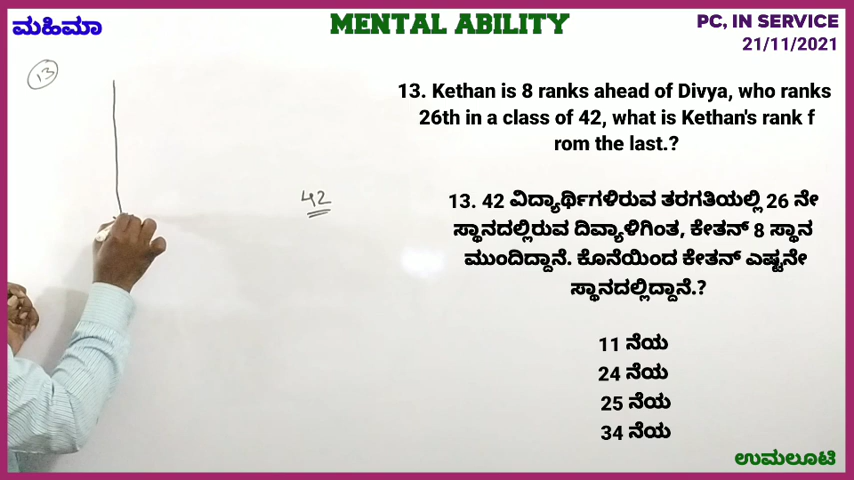 ಮಹಿಮಾ
MENTAL ABILITY
PC, IN SERVICE
21/11/2021
13
42
13. Kethan is 8 ranks ahead of Divya, who ranks
26th in a class of 42, what is Kethan's rank f
rom the last.?
13. 42 ವಿದ್ಯಾರ್ಥಿಗಳಿರುವ ತರಗತಿಯಲ್ಲಿ 26 ನೇ
ಸ್ಥಾನದಲ್ಲಿರುವ ದಿವ್ಯಾಳಿಗಿಂತ, ಕೇತನ್ 8 ಸ್ಥಾನ
ಮುಂದಿದ್ದಾನೆ. ಕೊನೆಯಿಂದ ಕೇತನ್ ಎಷ್ಟನೇ
ಸ್ಥಾನದಲ್ಲಿದ್ದಾನೆ.?
11 ನೆಯ
24 ನೆಯ
25 ನೆಯ
34 ನೆಯ
ಉಮಲೂಟಿ